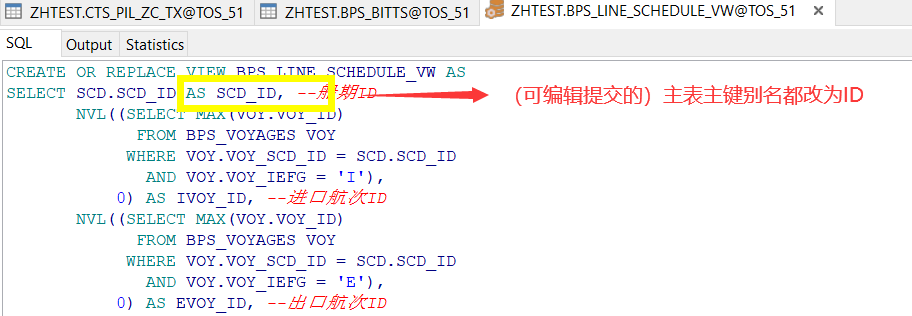 ZHTEST.CTS_PIL_ZC_TX@TOS_51 ZHTEST.BPS_BITTS@TOS_51 ZHTEST.BPS_LINE_SCHEDULE_VW@TOS_51
SQL Output Statistics
CREATE OR REPLACE VIEW BPS_LINE_SCHEDULE_VW AS
SELECT SCD.SCD_ID AS SCD_ID, --船期ID （可编辑提交的）主表主键别名都改为ID
NVL((SELECT MAX(VOY.VOY_ID)
FROM BPS_VOYAGES VOY
WHERE VOY.VOY_SCD_ID = SCD.SCD_ID
AND VOY.VOY_IEFG = 'I'),
0) AS IVOY_ID, --进口航次ID
NVL((SELECT MAX(VOY.VOY_ID)
FROM BPS_VOYAGES VOY
WHERE VOY.VOY_SCD_ID = SCD.SCD_ID
AND VOY.VOY_IEFG = 'E'),
0) AS EVOY_ID, --出口航次ID